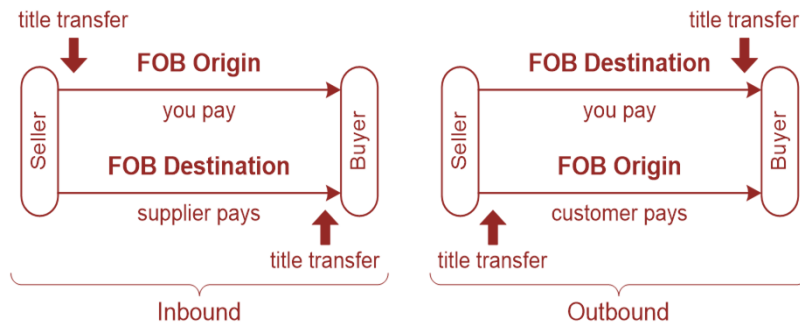 title transfer
FOB Origin
you pay
Seller
Buyer
FOB Destination
supplier pays
title transfer
Inbound
title transfer
FOB Destination
you pay
Seller
Buyer
FOB Origin
customer pays
title transfer
Outbound